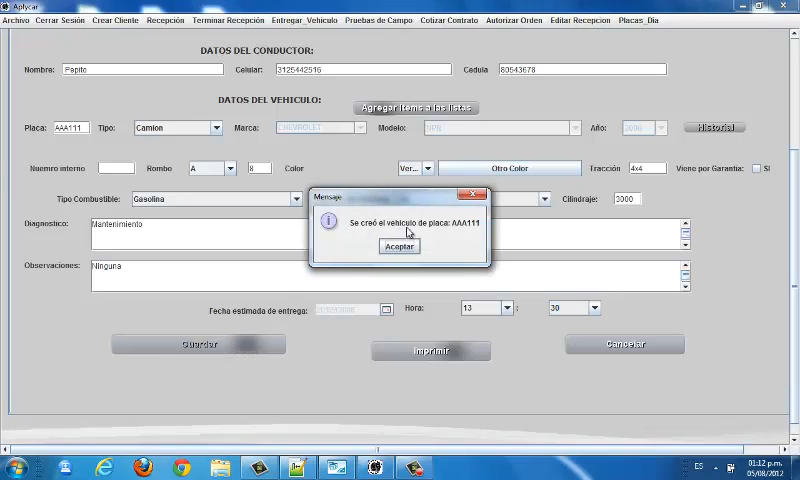 Aplycar
Archivo Cerrar Sesión Crear Cliente Recepción Terminar Recepción Entregar_Vehiculo Pruebas de Campo Cotizar Contrato Autorizar Orden Editar Recepcion Placas_Dia
DATOS DEL CONDUCTOR:
Nombre: Pepito Celular: 3125442516 Cedula 80543678
DATOS DEL VEHICULO: Agregar Items a las listas
Placa: AAA111 Tipo: Camion Marca: CHEVROLET Modelo: NPR Año: 2006 Historial
Nuemro interno Rombo A 8 Color Ver... Otro Color Tracción 4x4 Viene por Garantia: SI
Tipo Combustible: Gasolina Cilindraje: 3000
Mensaje
Se creó el vehiculo de placa: AAA111
Aceptar
Diagnostico: Mantenimiento
Observaciones: Ninguna
Fecha estimada de entrega: Hora: 13 : 30
Guardar Imprimir Cancelar
ES 01:12 p.m.
05/08/2012